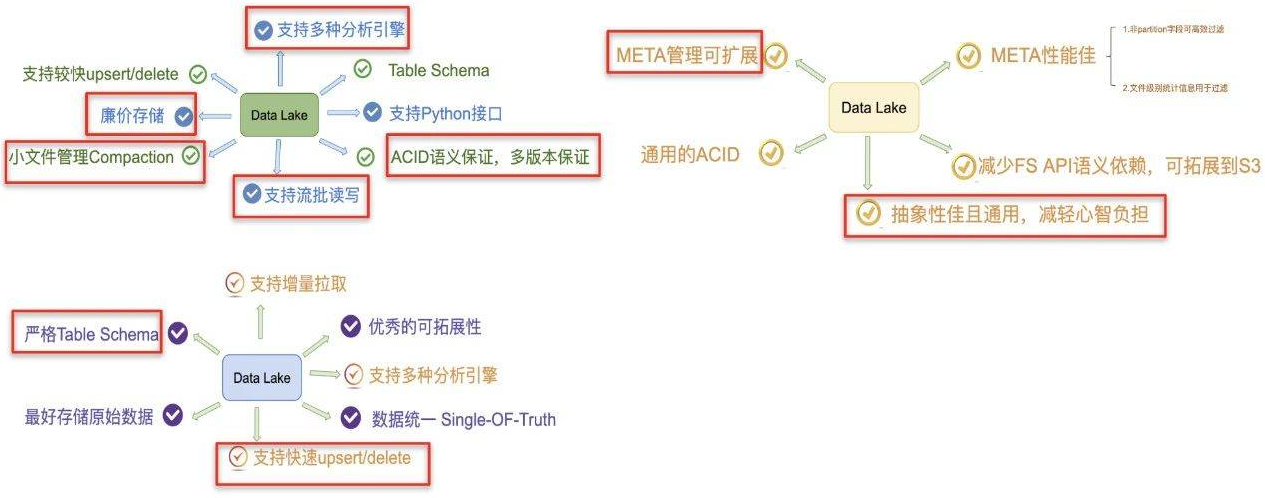 支持多种分析引擎
支持较快upsert/delete
Table Schema
廉价存储
Data Lake
支持Python接口
小文件管理Compaction
ACID语义保证，多版本保证
支持流批读写
META管理可扩展
META性能佳
1.非partition字段可高效过滤
2.文件级别统计信息用于过滤
Data Lake
通用的ACID
减少FS API语义依赖，可拓展到S3
抽象性佳且通用，减轻心智负担
支持增量拉取
严格Table Schema
优秀的可拓展性
Data Lake
支持多种分析引擎
最好存储原始数据
数据统一 Single-OF-Truth
支持快速upsert/delete